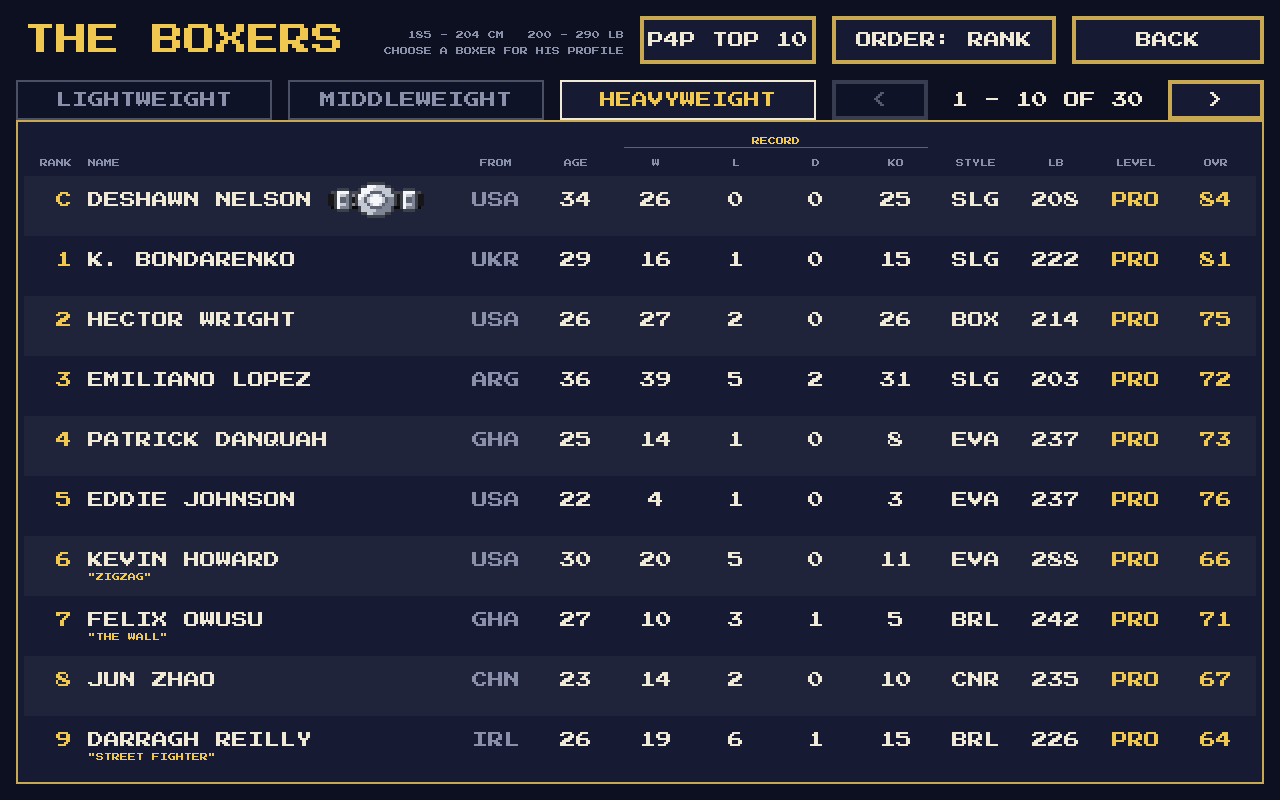 THE BOXERS
185 - 204 CM 200 - 290 LB
CHOOSE A BOXER FOR HIS PROFILE
P4P TOP 10
ORDER: RANK
BACK
LIGHTWEIGHT
MIDDLEWEIGHT
HEAVYWEIGHT
<
1 - 10 OF 30
>
RECORD
RANK NAME FROM AGE W L D KO STYLE LB LEVEL OVR
C DESHAWN NELSON USA 34 26 0 0 25 SLG 208 PRO 84
1 K. BONDARENKO UKR 29 16 1 0 15 SLG 222 PRO 81
2 HECTOR WRIGHT USA 26 27 2 0 26 BOX 214 PRO 75
3 EMILIANO LOPEZ ARG 36 39 5 2 31 SLG 203 PRO 72
4 PATRICK DANQUAH GHA 25 14 1 0 8 EVA 237 PRO 73
5 EDDIE JOHNSON USA 22 4 1 0 3 EVA 237 PRO 76
6 KEVIN HOWARD USA 30 20 5 0 11 EVA 288 PRO 66
"ZIGZAG"
7 FELIX OWUSU GHA 27 10 3 1 5 BRL 242 PRO 71
"THE WALL"
8 JUN ZHAO CHN 23 14 2 0 10 CNR 235 PRO 67
9 DARRAGH REILLY IRL 26 19 6 1 15 BRL 226 PRO 64
"STREET FIGHTER"